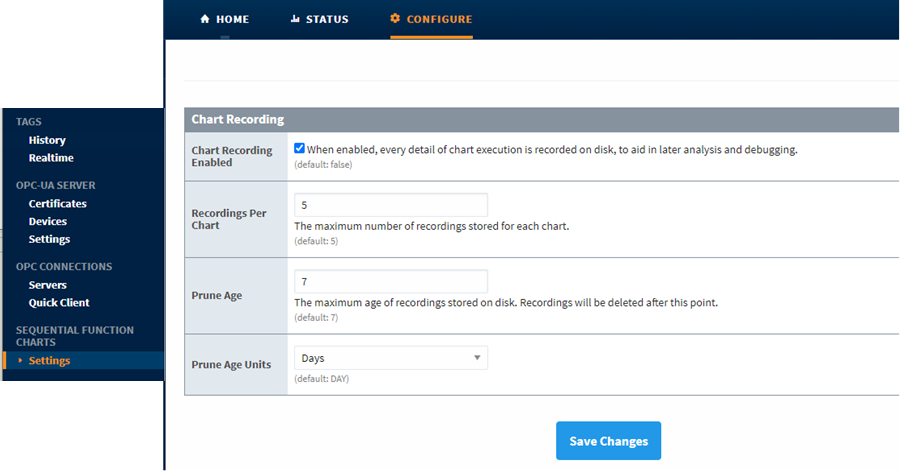 HOME
STATUS
CONFIGURE
TAGS
History
Realtime
OPC-UA SERVER
Certificates
Devices
Settings
OPC CONNECTIONS
Servers
Quick Client
SEQUENTIAL FUNCTION
CHARTS
Settings
Chart Recording
Chart Recording
Enabled
When enabled, every detail of chart execution is recorded on disk, to aid in later analysis and debugging.
(default: false)
Recordings Per
Chart
5
The maximum number of recordings stored for each chart.
(default: 5)
Prune Age
7
The maximum age of recordings stored on disk. Recordings will be deleted after this point.
(default: 7)
Prune Age Units
Days
(default: DAY)
Save Changes